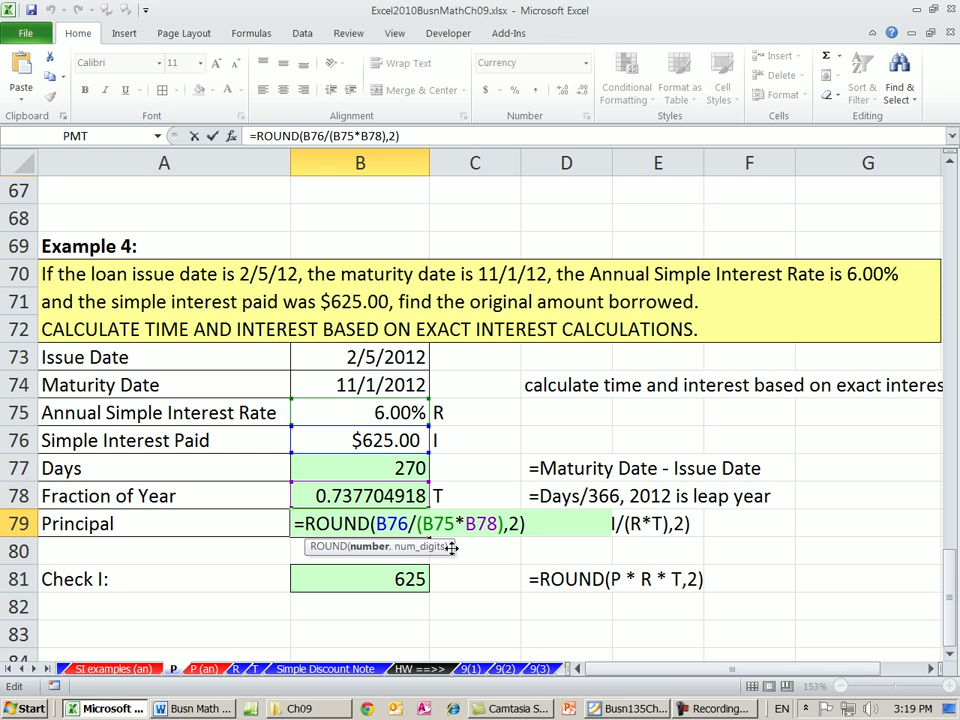 Excel2010BusnMathCh09.xlsx - Microsoft Excel
File Home Insert Page Layout Formulas Data Review View Developer Add-Ins
Paste
Calibri 11
B I U
Wrap Text
Merge & Center
Currency
$ % ,
Conditional Formatting
Format as Table
Cell Styles
Insert
Delete
Format
Σ
Sort & Filter
Find & Select
Clipboard Font Alignment Number Styles Cells Editing
PMT fx =ROUND(B76/(B75*B78),2)
A B C D E F G
67
68
69 Example 4:
70 If the loan issue date is 2/5/12, the maturity date is 11/1/12, the Annual Simple Interest Rate is 6.00%
71 and the simple interest paid was $625.00, find the original amount borrowed.
72 CALCULATE TIME AND INTEREST BASED ON EXACT INTEREST CALCULATIONS.
73 Issue Date 2/5/2012
74 Maturity Date 11/1/2012 calculate time and interest based on exact interes
75 Annual Simple Interest Rate 6.00% R
76 Simple Interest Paid $625.00 I
77 Days 270 =Maturity Date - Issue Date
78 Fraction of Year 0.737704918 T =Days/366, 2012 is leap year
79 Principal =ROUND(B76/(B75*B78),2) I/(R*T),2)
80 ROUND(number, num_digits)
81 Check I: 625 =ROUND(P * R * T,2)
82
83
84
SI examples (an) P P (an) R T Simple Discount Note HW ==>> 9(1) 9(2) 9(3)
Edit 153%
Start Microsoft ... Busn Math ... Ch09 Camtasia S... Busn135Ch... Recording... EN 3:19 PM